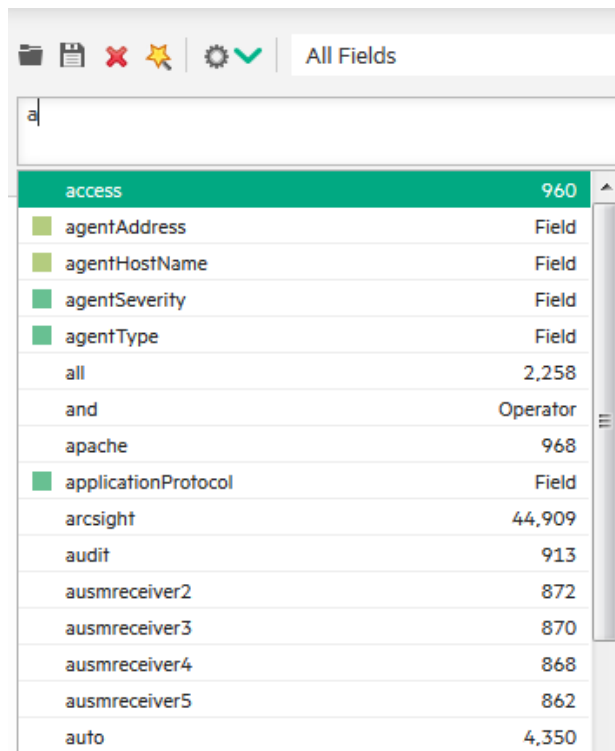 All Fields
a
access 960
agentAddress Field
agentHostName Field
agentSeverity Field
agentType Field
all 2,258
and Operator
apache 968
applicationProtocol Field
arcsight 44,909
audit 913
ausmreceiver2 872
ausmreceiver3 870
ausmreceiver4 868
ausmreceiver5 862
auto 4,350